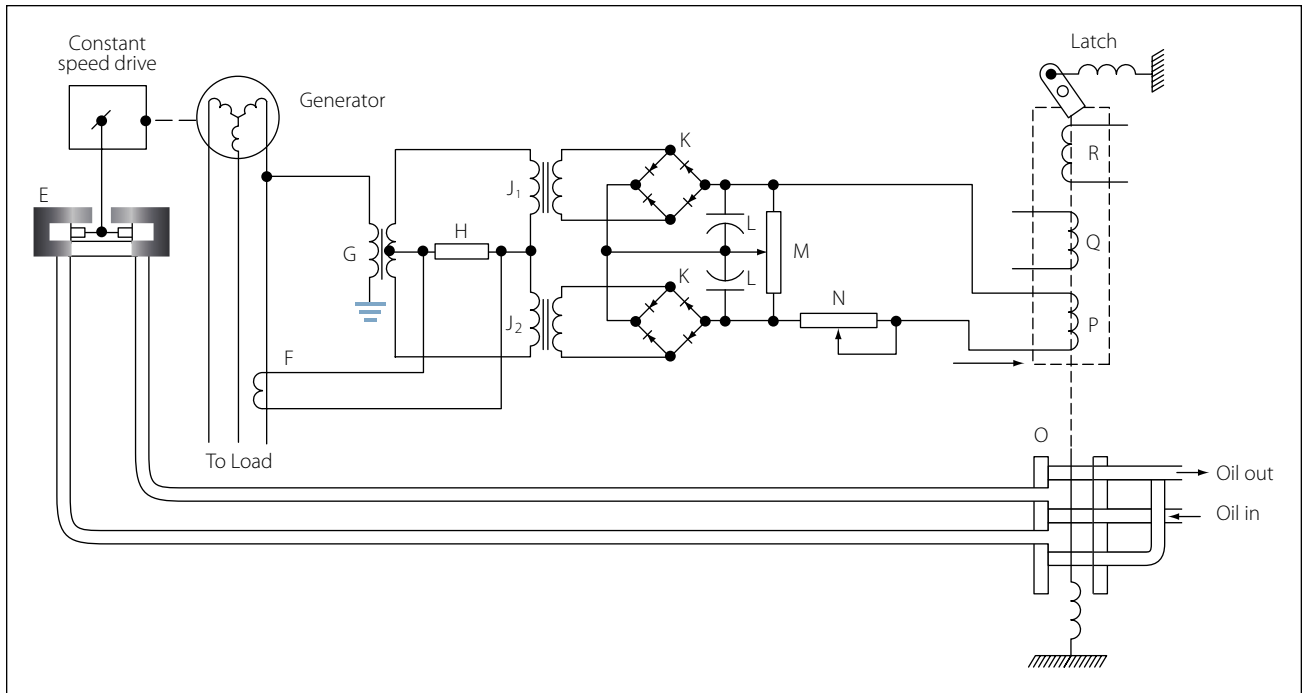 Constant
speed drive
Latch
Generator
K
R
E
J1
H
L
G
M
Q
K
L
N
J2
P
F
O
To Load
Oil out
Oil in